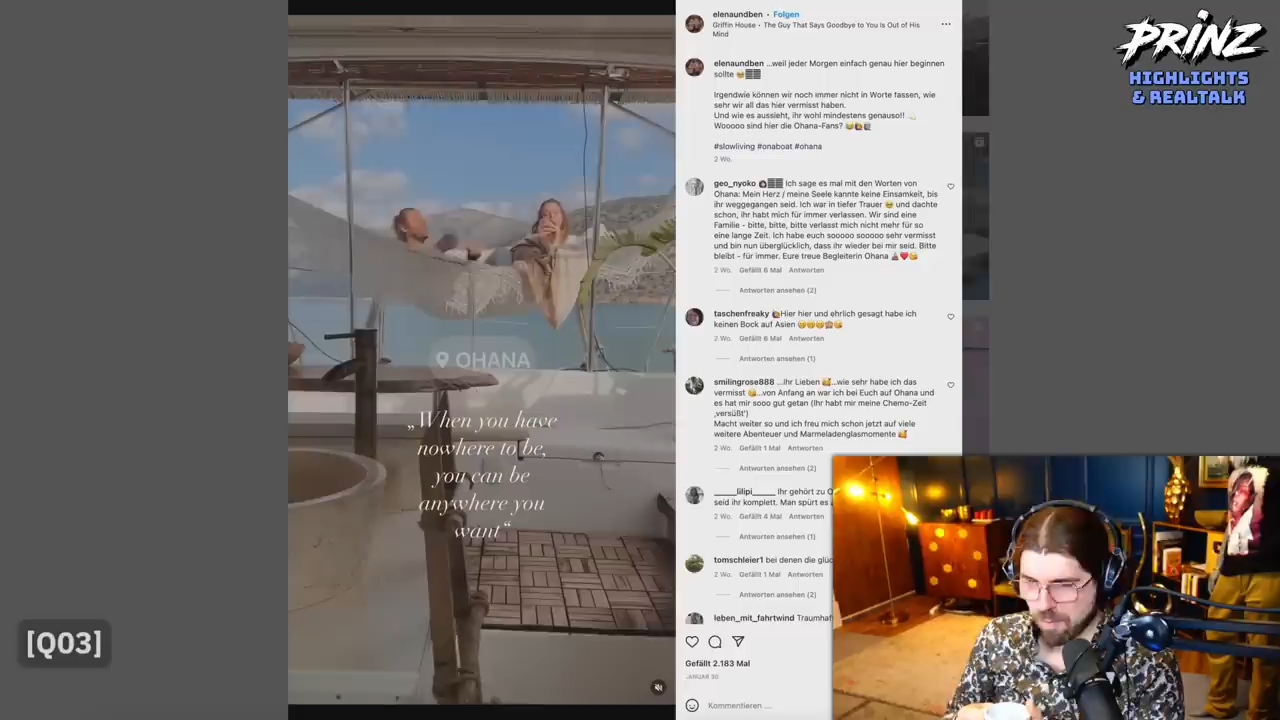 elenaundben • Folgen
Griffin House • The Guy That Says Goodbye to You Is Out of His
Mind
elenaundben ...weil jeder Morgen einfach genau hier beginnen
sollte
Irgendwie können wir noch immer nicht in Worte fassen, wie
sehr wir all das hier vermisst haben.
Und wie es aussieht, ihr wohl mindestens genauso!!
Wooooo sind hier die Ohana-Fans?
#slowliving #onaboat #ohana
2 Wo.
geo_nyoko Ich sage es mal mit den Worten von
Ohana: Mein Herz / meine Seele kannte keine Einsamkeit, bis
ihr weggegangen seid. Ich war in tiefer Trauer 🥹 und dachte
schon, ihr habt mich für immer verlassen. Wir sind eine
Familie - bitte, bitte, bitte verlasst mich nicht mehr für so
eine lange Zeit. Ich habe euch sooooo sooooo sehr vermisst
und bin nun überglücklich, dass ihr wieder bei mir seid. Bitte
bleibt - für immer. Eure treue Begleiterin Ohana ⛵❤️😘
2 Wo. Gefällt 6 Mal Antworten
Antworten ansehen (2)
taschenfreaky Hier hier und ehrlich gesagt habe ich
keinen Bock auf Asien
2 Wo. Gefällt 6 Mal Antworten
Antworten ansehen (1)
smilingrose888 ...Ihr Lieben 🥰...wie sehr habe ich das
vermisst 😘...von Anfang an war ich bei Euch auf Ohana und
es hat mir sooo gut getan (Ihr habt mir meine Chemo-Zeit
‚versüßt')
Macht weiter so und ich freu mich schon jetzt auf viele
weitere Abenteuer und Marmeladenglasmomente 🥰
2 Wo. Gefällt 1 Mal Antworten
Antworten ansehen (2)
______lilipi______ Ihr gehört zu
seid ihr komplett. Man spürt es
2 Wo. Gefällt 4 Mal Antworten
Antworten ansehen (1)
tomschleier1 bei denen die
2 Wo. Gefällt 1 Mal Antworten
Antworten ansehen (2)
leben_mit_fahrtwind
Gefällt 2.183 Mal
JANUAR 30
Kommentieren ...
OHANA
„When you have
nowhere to be,
you can be
anywhere you
want“
[Q03]
PRINZ
HIGHLIGHTS
& REALTALK